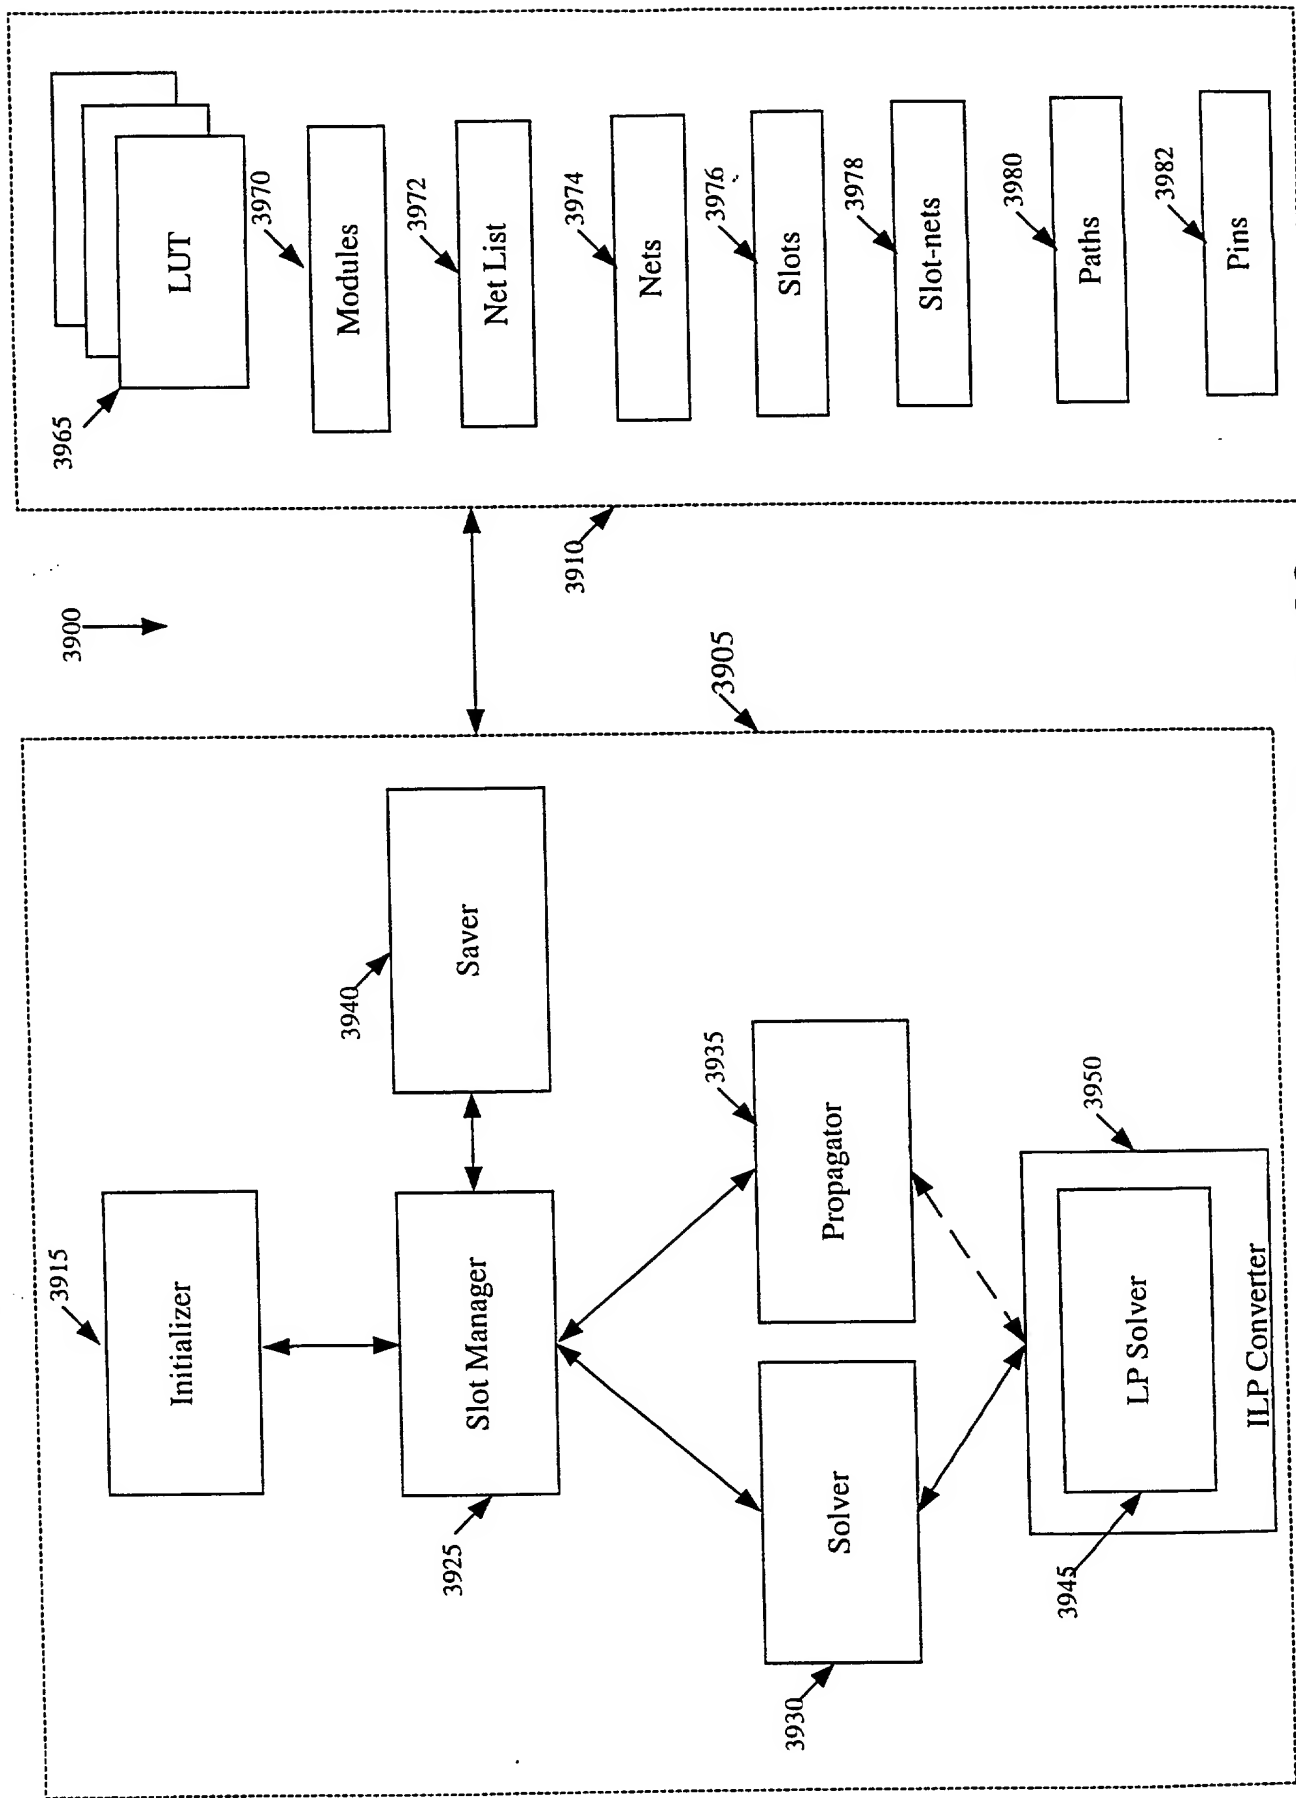 3900
3905
3915
Initializer
3925
Slot Manager
3940
Saver
3930
Solver
3935
Propagator
3945
LP Solver
3950
ILP Converter
3910
3965
LUT
3970
Modules
3972
Net List
3974
Nets
3976
Slots
3978
Slot-nets
3980
Paths
3982
Pins